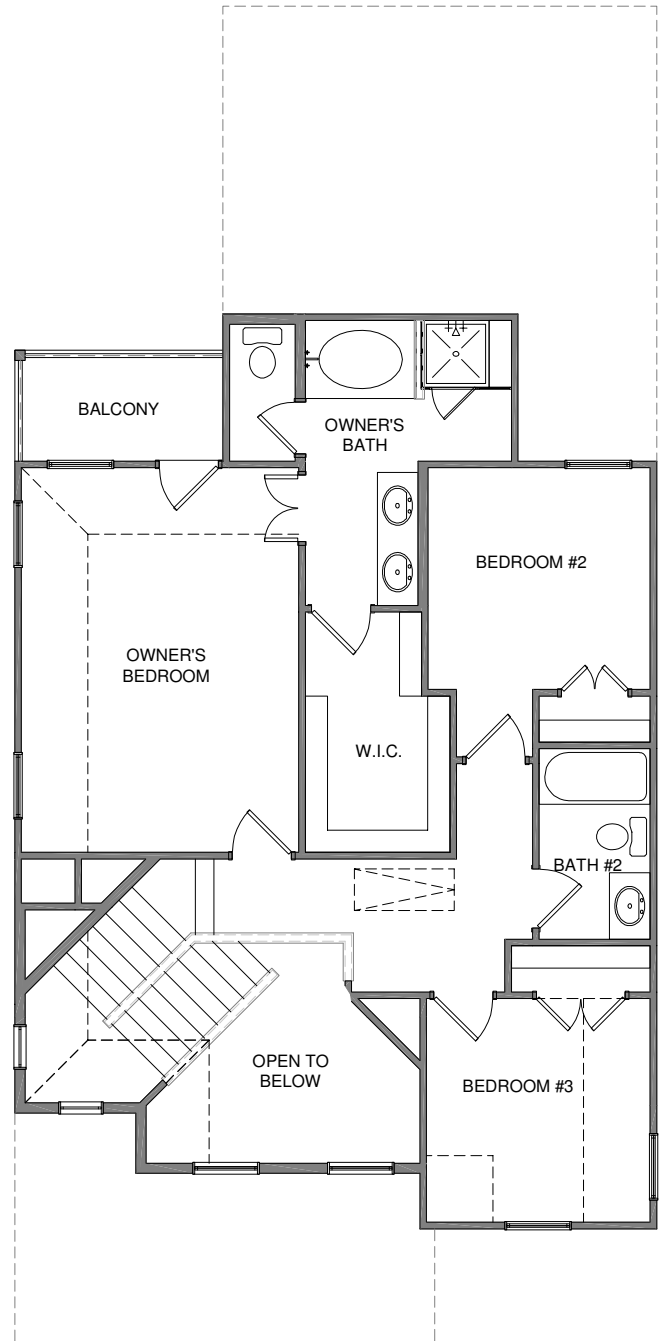 BALCONY
OWNER'S
BATH
BEDROOM #2
OWNER'S
BEDROOM
W.I.C.
BATH #2
OPEN TO
BELOW
BEDROOM #3